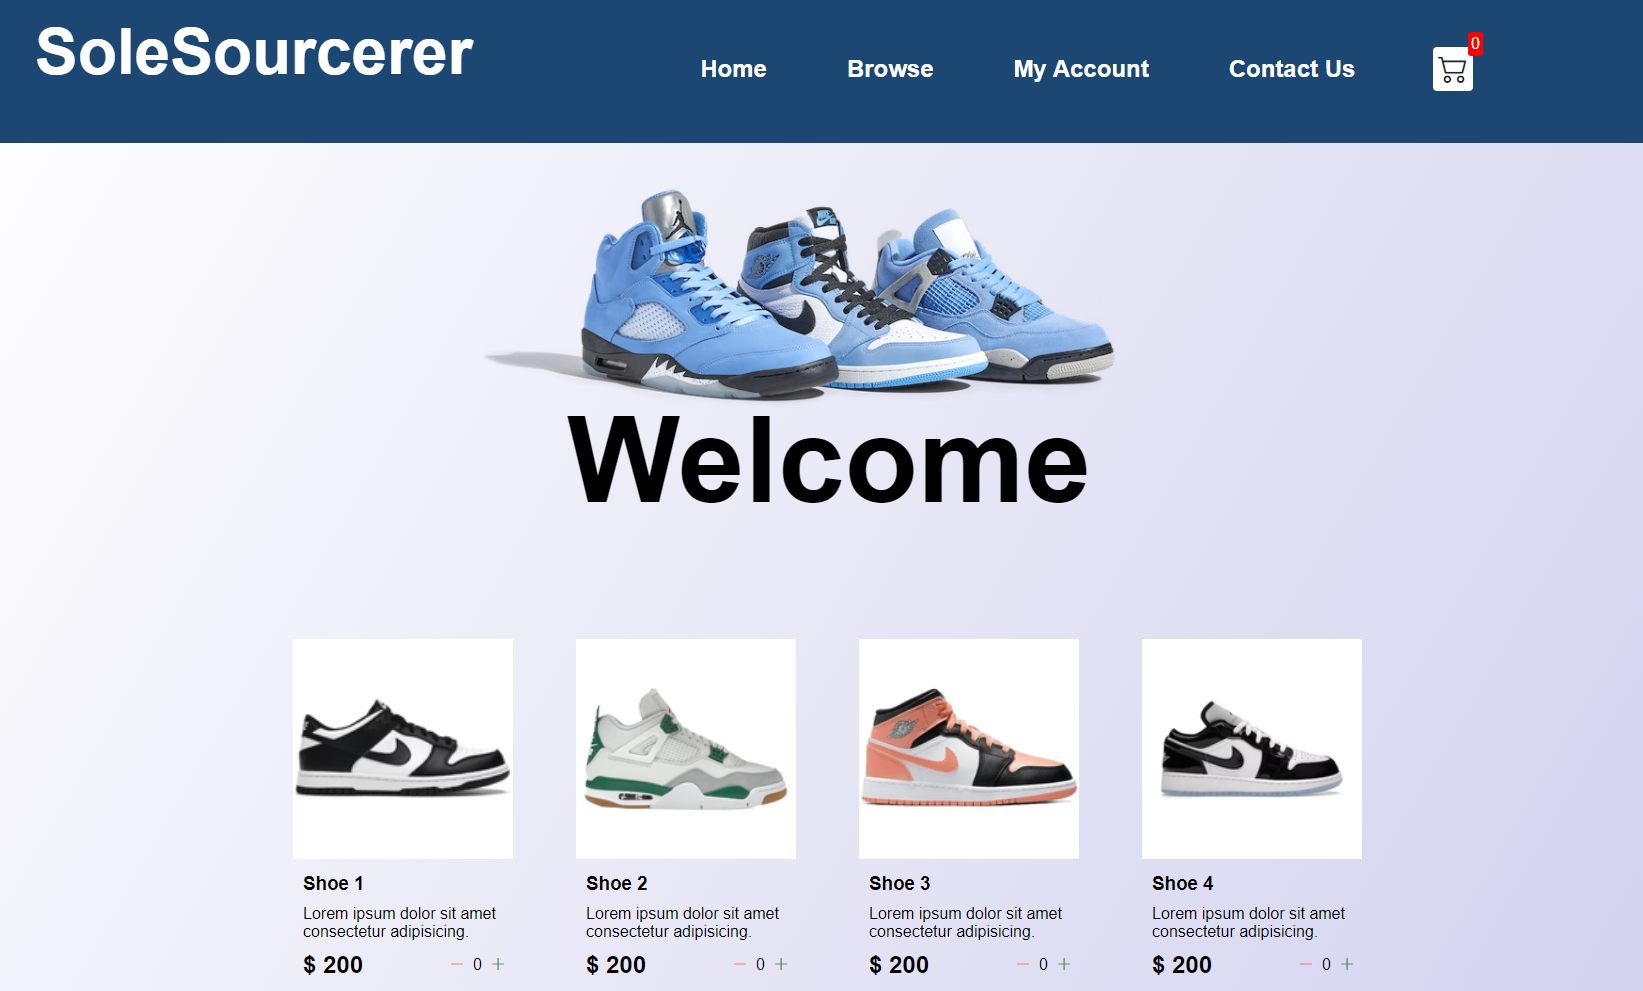 SoleSourcerer
Home Browse My Account Contact Us 0
Welcome
Shoe 1
Lorem ipsum dolor sit amet
consectetur adipisicing.
$ 200 − 0 +
Shoe 2
Lorem ipsum dolor sit amet
consectetur adipisicing.
$ 200 − 0 +
Shoe 3
Lorem ipsum dolor sit amet
consectetur adipisicing.
$ 200 − 0 +
Shoe 4
Lorem ipsum dolor sit amet
consectetur adipisicing.
$ 200 − 0 +